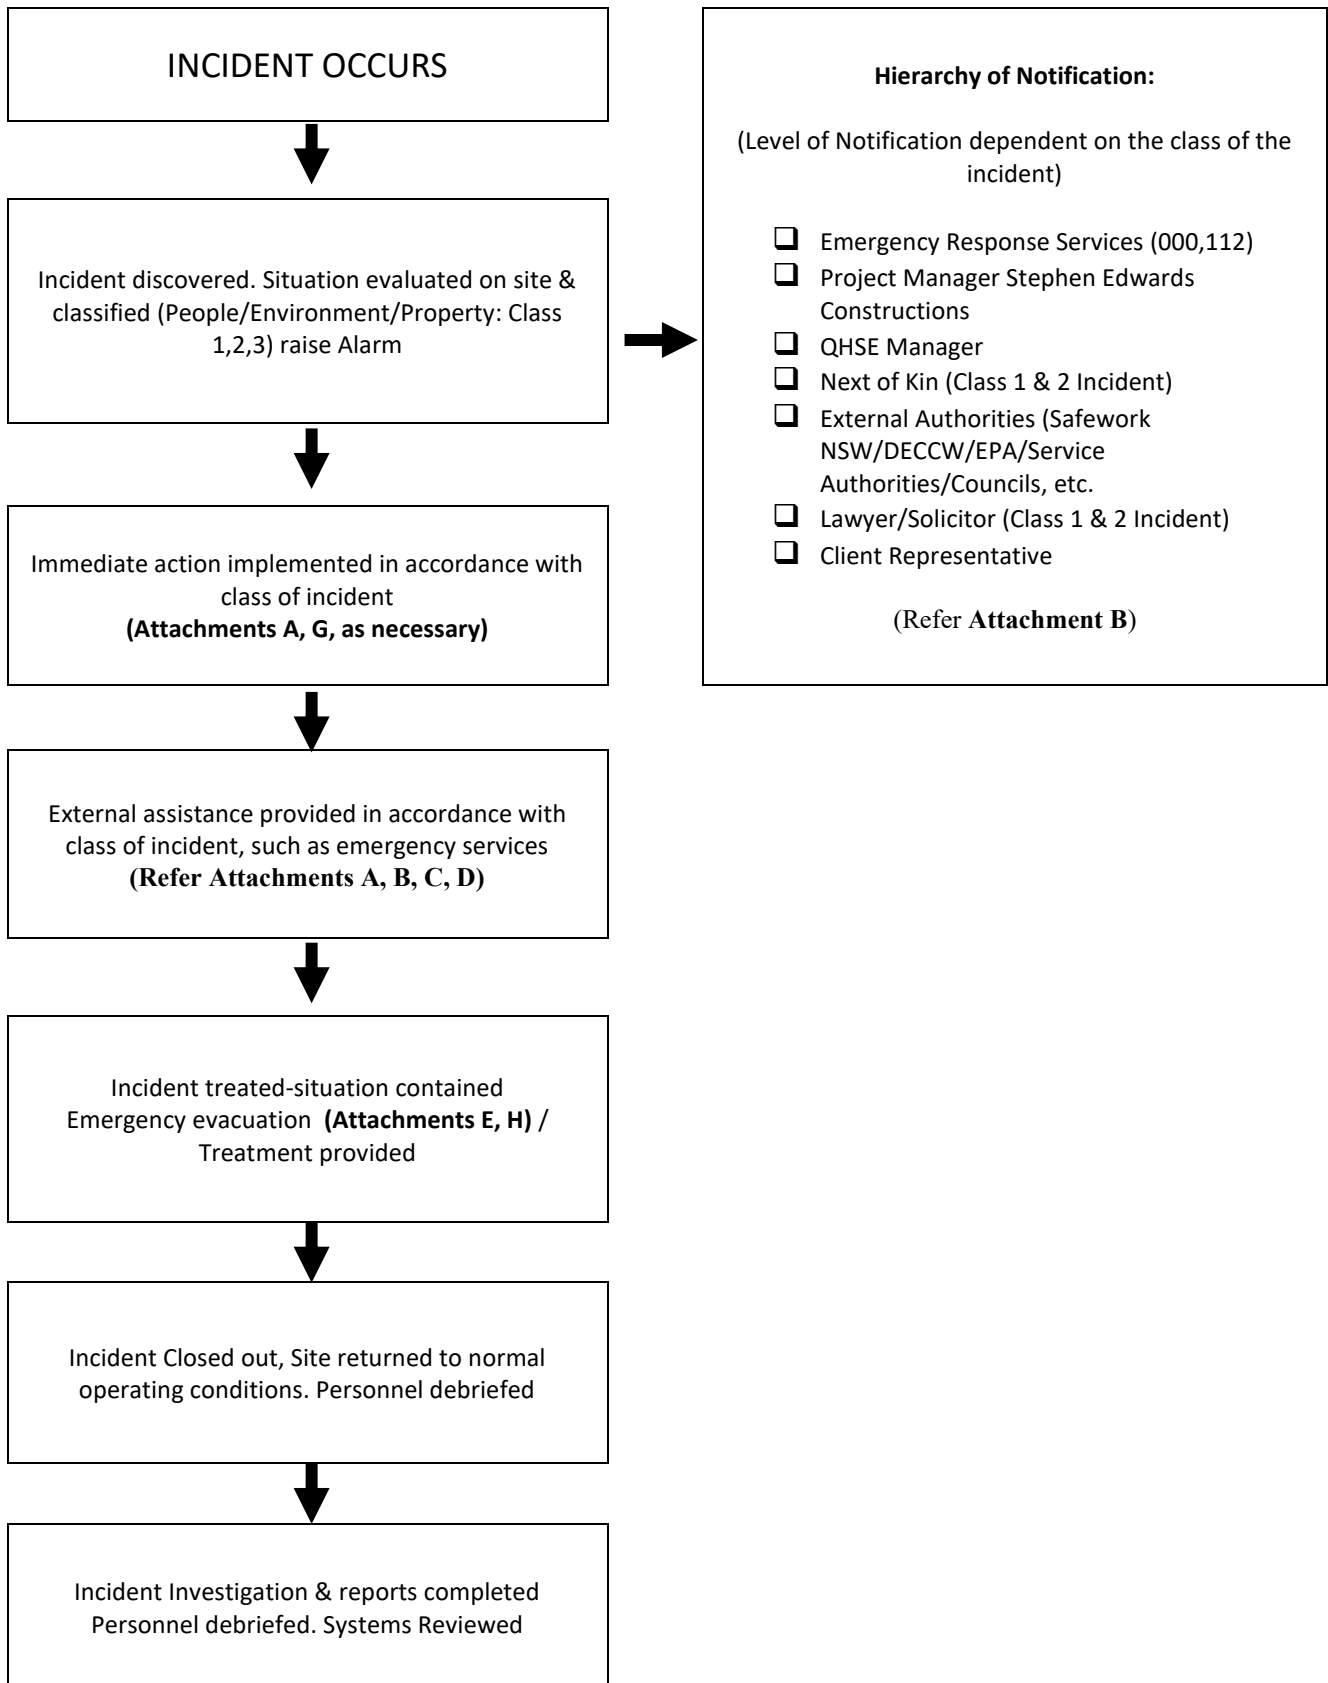 INCIDENT OCCURS
Incident discovered. Situation evaluated on site &
classified (People/Environment/Property: Class
1,2,3) raise Alarm
Immediate action implemented in accordance with
class of incident
(Attachments A, G, as necessary)
External assistance provided in accordance with
class of incident, such as emergency services
(Refer Attachments A, B, C, D)
Incident treated-situation contained
Emergency evacuation (Attachments E, H) /
Treatment provided
Incident Closed out, Site returned to normal
operating conditions. Personnel debriefed
Incident Investigation & reports completed
Personnel debriefed. Systems Reviewed
Hierarchy of Notification:
(Level of Notification dependent on the class of the
incident)
Emergency Response Services (000,112)
Project Manager Stephen Edwards
Constructions
QHSE Manager
Next of Kin (Class 1 & 2 Incident)
External Authorities (Safework
NSW/DECCW/EPA/Service
Authorities/Councils, etc.
Lawyer/Solicitor (Class 1 & 2 Incident)
Client Representative
(Refer Attachment B)